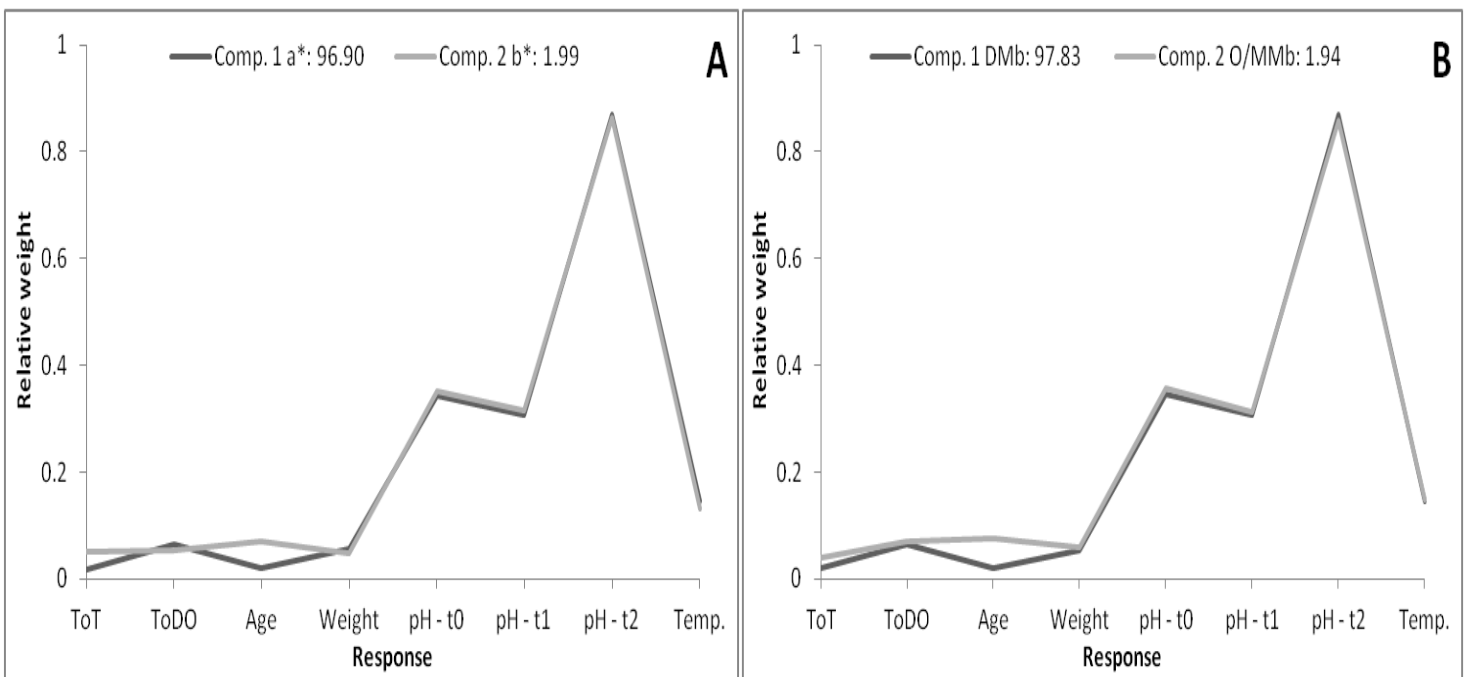 Comp. 1 a*: 96.90 Comp. 2 b*: 1.99
A
Relative weight
1
0.8
0.6
0.4
0.2
0
ToT ToDO Age Weight pH - t0 pH - t1 pH - t2 Temp.
Response
Comp. 1 DMb: 97.83 Comp. 2 O/MMb: 1.94
B
Relative weight
1
0.8
0.6
0.4
0.2
0
ToT ToDO Age Weight pH - t0 pH - t1 pH - t2 Temp.
Response